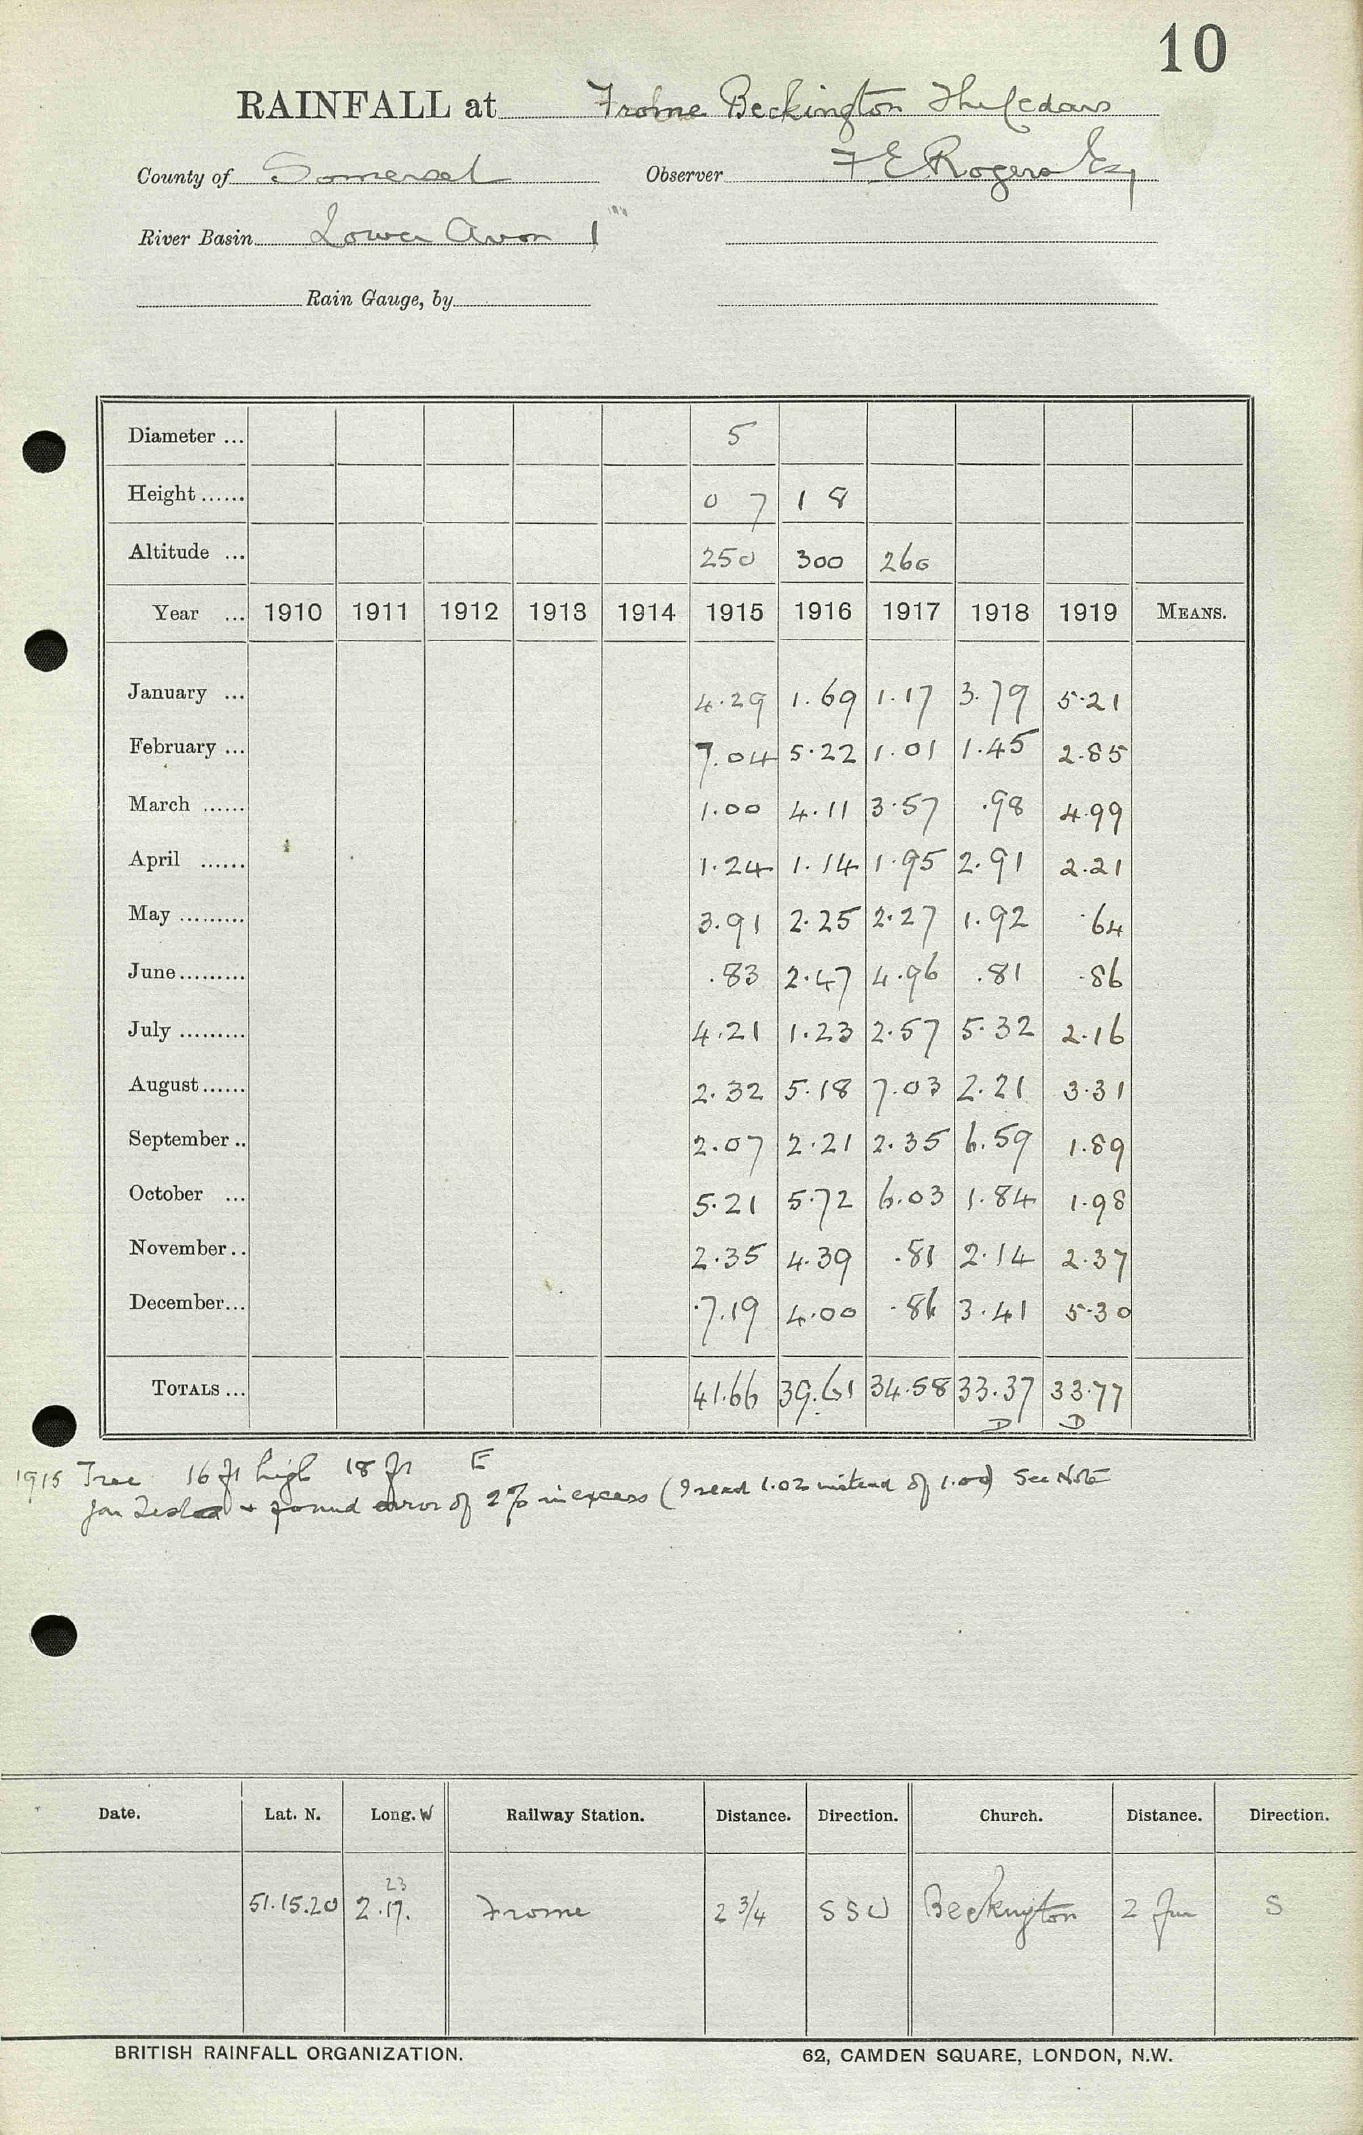 10
RAINFALL at Frome Beckington The Cedars
County of Somerset Observer F E Rogers Esq
River Basin Lower Avon 1
Rain Gauge, by
Diameter ... 5
Height ...... 0 7 1 8
Altitude ... 250 300 260
Year ... 1910 1911 1912 1913 1914 1915 1916 1917 1918 1919 MEANS.
January ... 4.29 1.69 1.17 3.79 5.21
February ... 7.04 5.22 1.01 1.45 2.85
March ...... 1.00 4.11 3.57 .98 4.99
April ...... 1.24 1.14 1.95 2.91 2.21
May ......... 3.91 2.25 2.27 1.92 .64
June ......... .83 2.47 4.96 .81 .86
July ......... 4.21 1.23 2.57 5.32 2.16
August ...... 2.32 5.18 7.03 2.21 3.31
September .. 2.07 2.21 2.35 6.59 1.89
October ... 5.21 5.72 6.03 1.84 1.98
November .. 2.35 4.39 .81 2.14 2.37
December ... 7.19 4.00 .86 3.41 5.30
TOTALS ... 41.66 39.61 34.58 33.37 33.77
D D
1915 Tree 16 ft high 18 ft E
Jan Tested + found error of 2% in excess (I read 1.02 instead of 1.00) See Note
Date. Lat. N. Long. W Railway Station. Distance. Direction. Church. Distance. Direction.
23
51.15.20 2.17. Frome 2 3/4 SSW Beckington 2 Fur S
BRITISH RAINFALL ORGANIZATION. 62, CAMDEN SQUARE, LONDON, N.W.